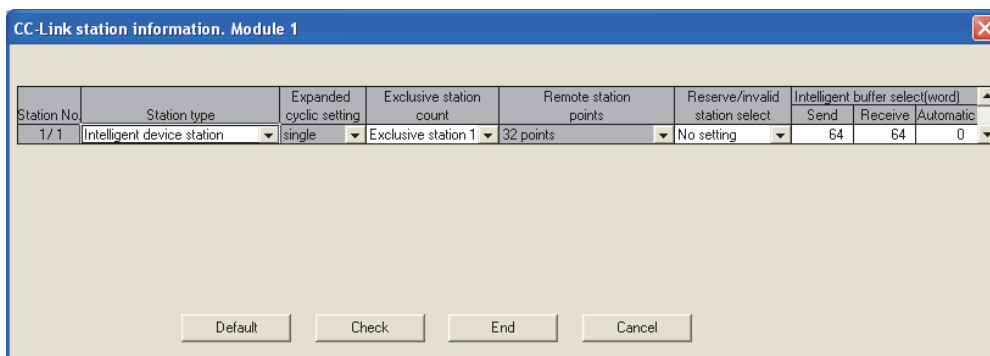 CC-Link station information. Module 1
Expanded Exclusive station Remote station Reserve/invalid Intelligent buffer select(word)
Station No. Station type cyclic setting count points station select Send Receive Automatic
1/ 1 Intelligent device station single Exclusive station 1 32 points No setting 64 64 0
Default Check End Cancel